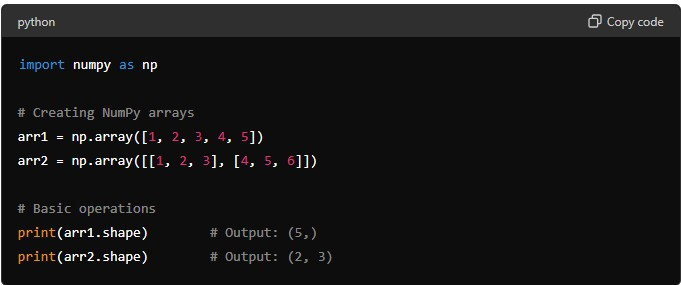 python Copy code
import numpy as np
# Creating NumPy arrays
arr1 = np.array([1, 2, 3, 4, 5])
arr2 = np.array([[1, 2, 3], [4, 5, 6]])
# Basic operations
print(arr1.shape)        # Output: (5,)
print(arr2.shape)        # Output: (2, 3)